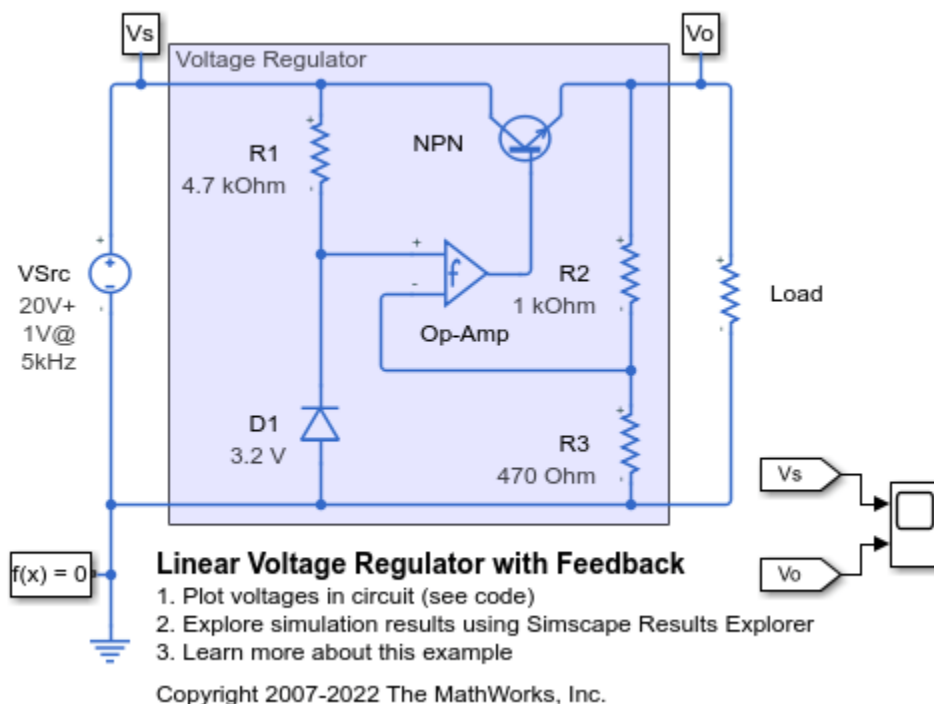 Vs
Vo
Voltage Regulator
NPN
R1
4.7 kOhm
+
-
+
-
VSrc
20V+
1V@
5kHz
+
-
+
-
f
Op-Amp
R2
1 kOhm
+
-
Load
+
-
D1
3.2 V
R3
470 Ohm
+
-
Vs
Vo
f(x) = 0
Linear Voltage Regulator with Feedback
1. Plot voltages in circuit (see code)
2. Explore simulation results using Simscape Results Explorer
3. Learn more about this example
Copyright 2007-2022 The MathWorks, Inc.